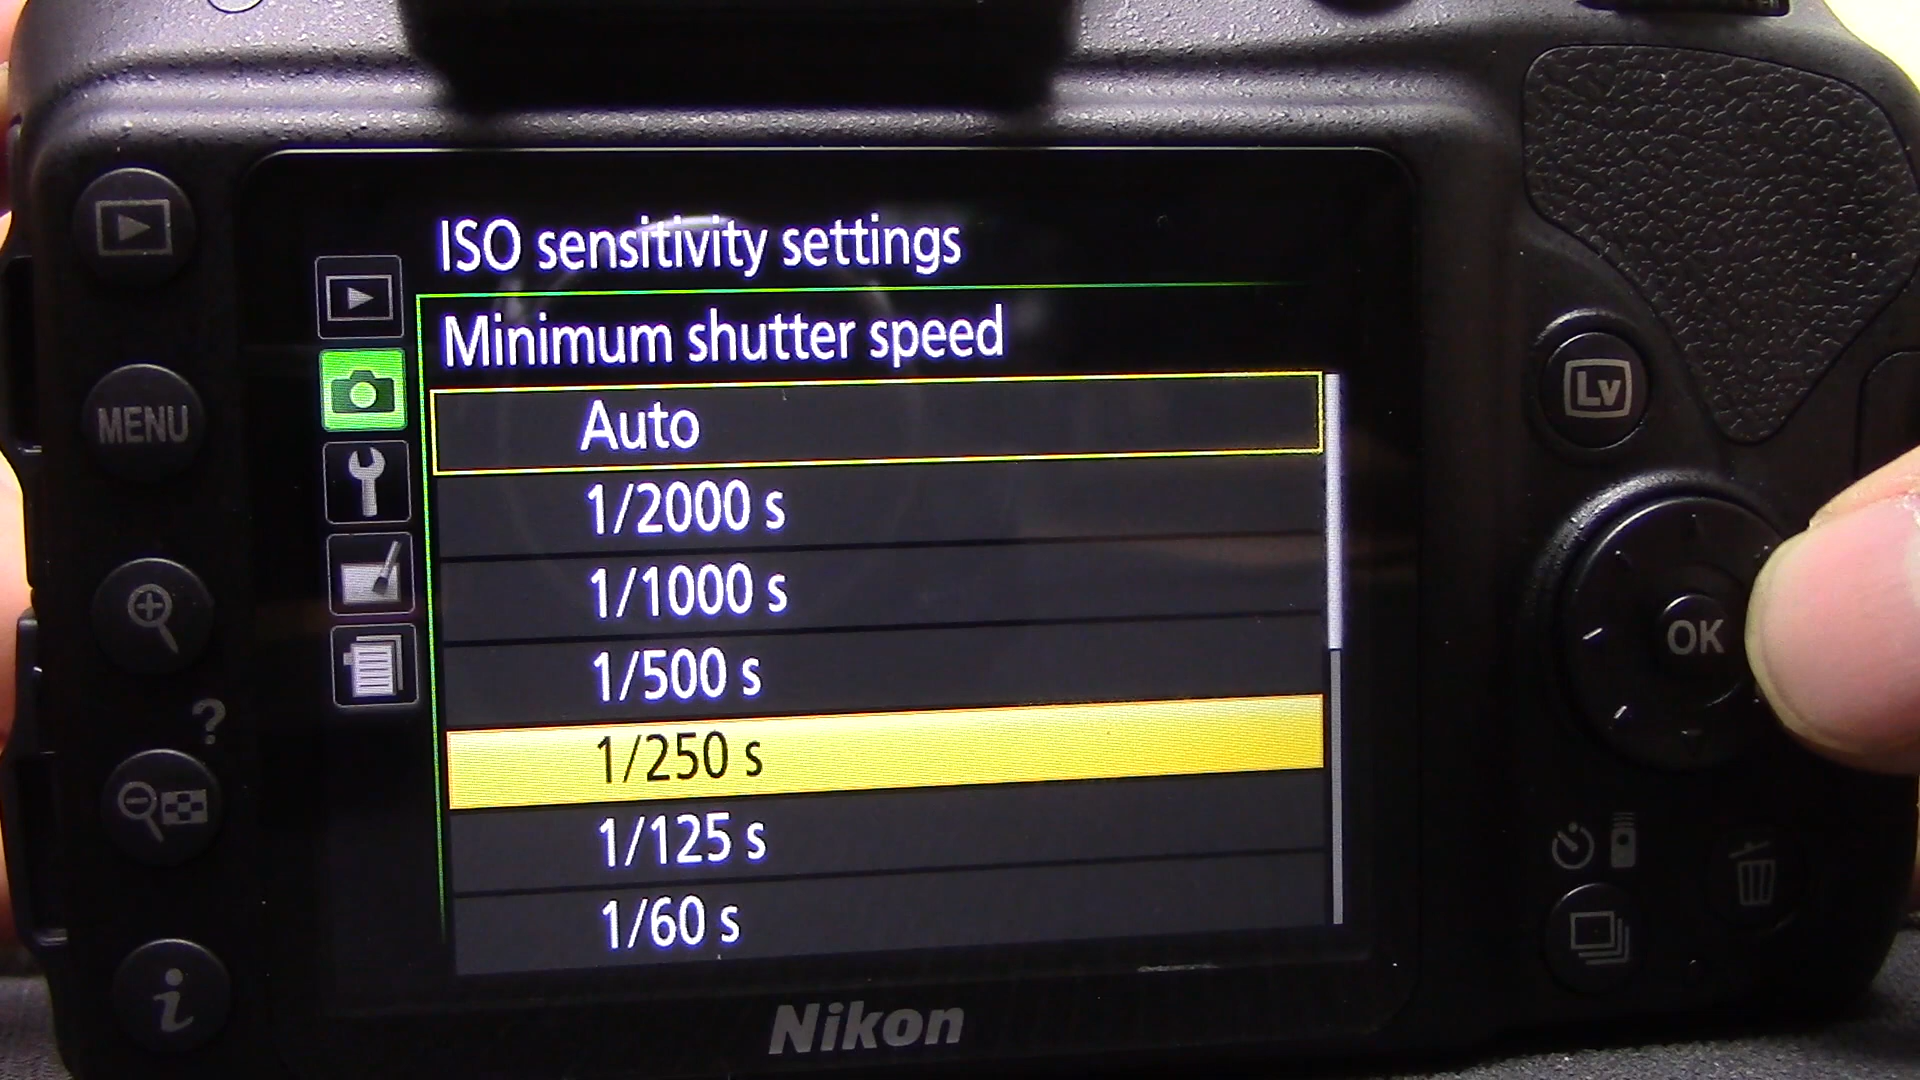 ISO sensitivity settings
Minimum shutter speed
Auto
1/2000 s
1/1000 s
1/500 s
1/250 s
1/125 s
1/60 s
MENU
?
i
Lv
OK
Nikon